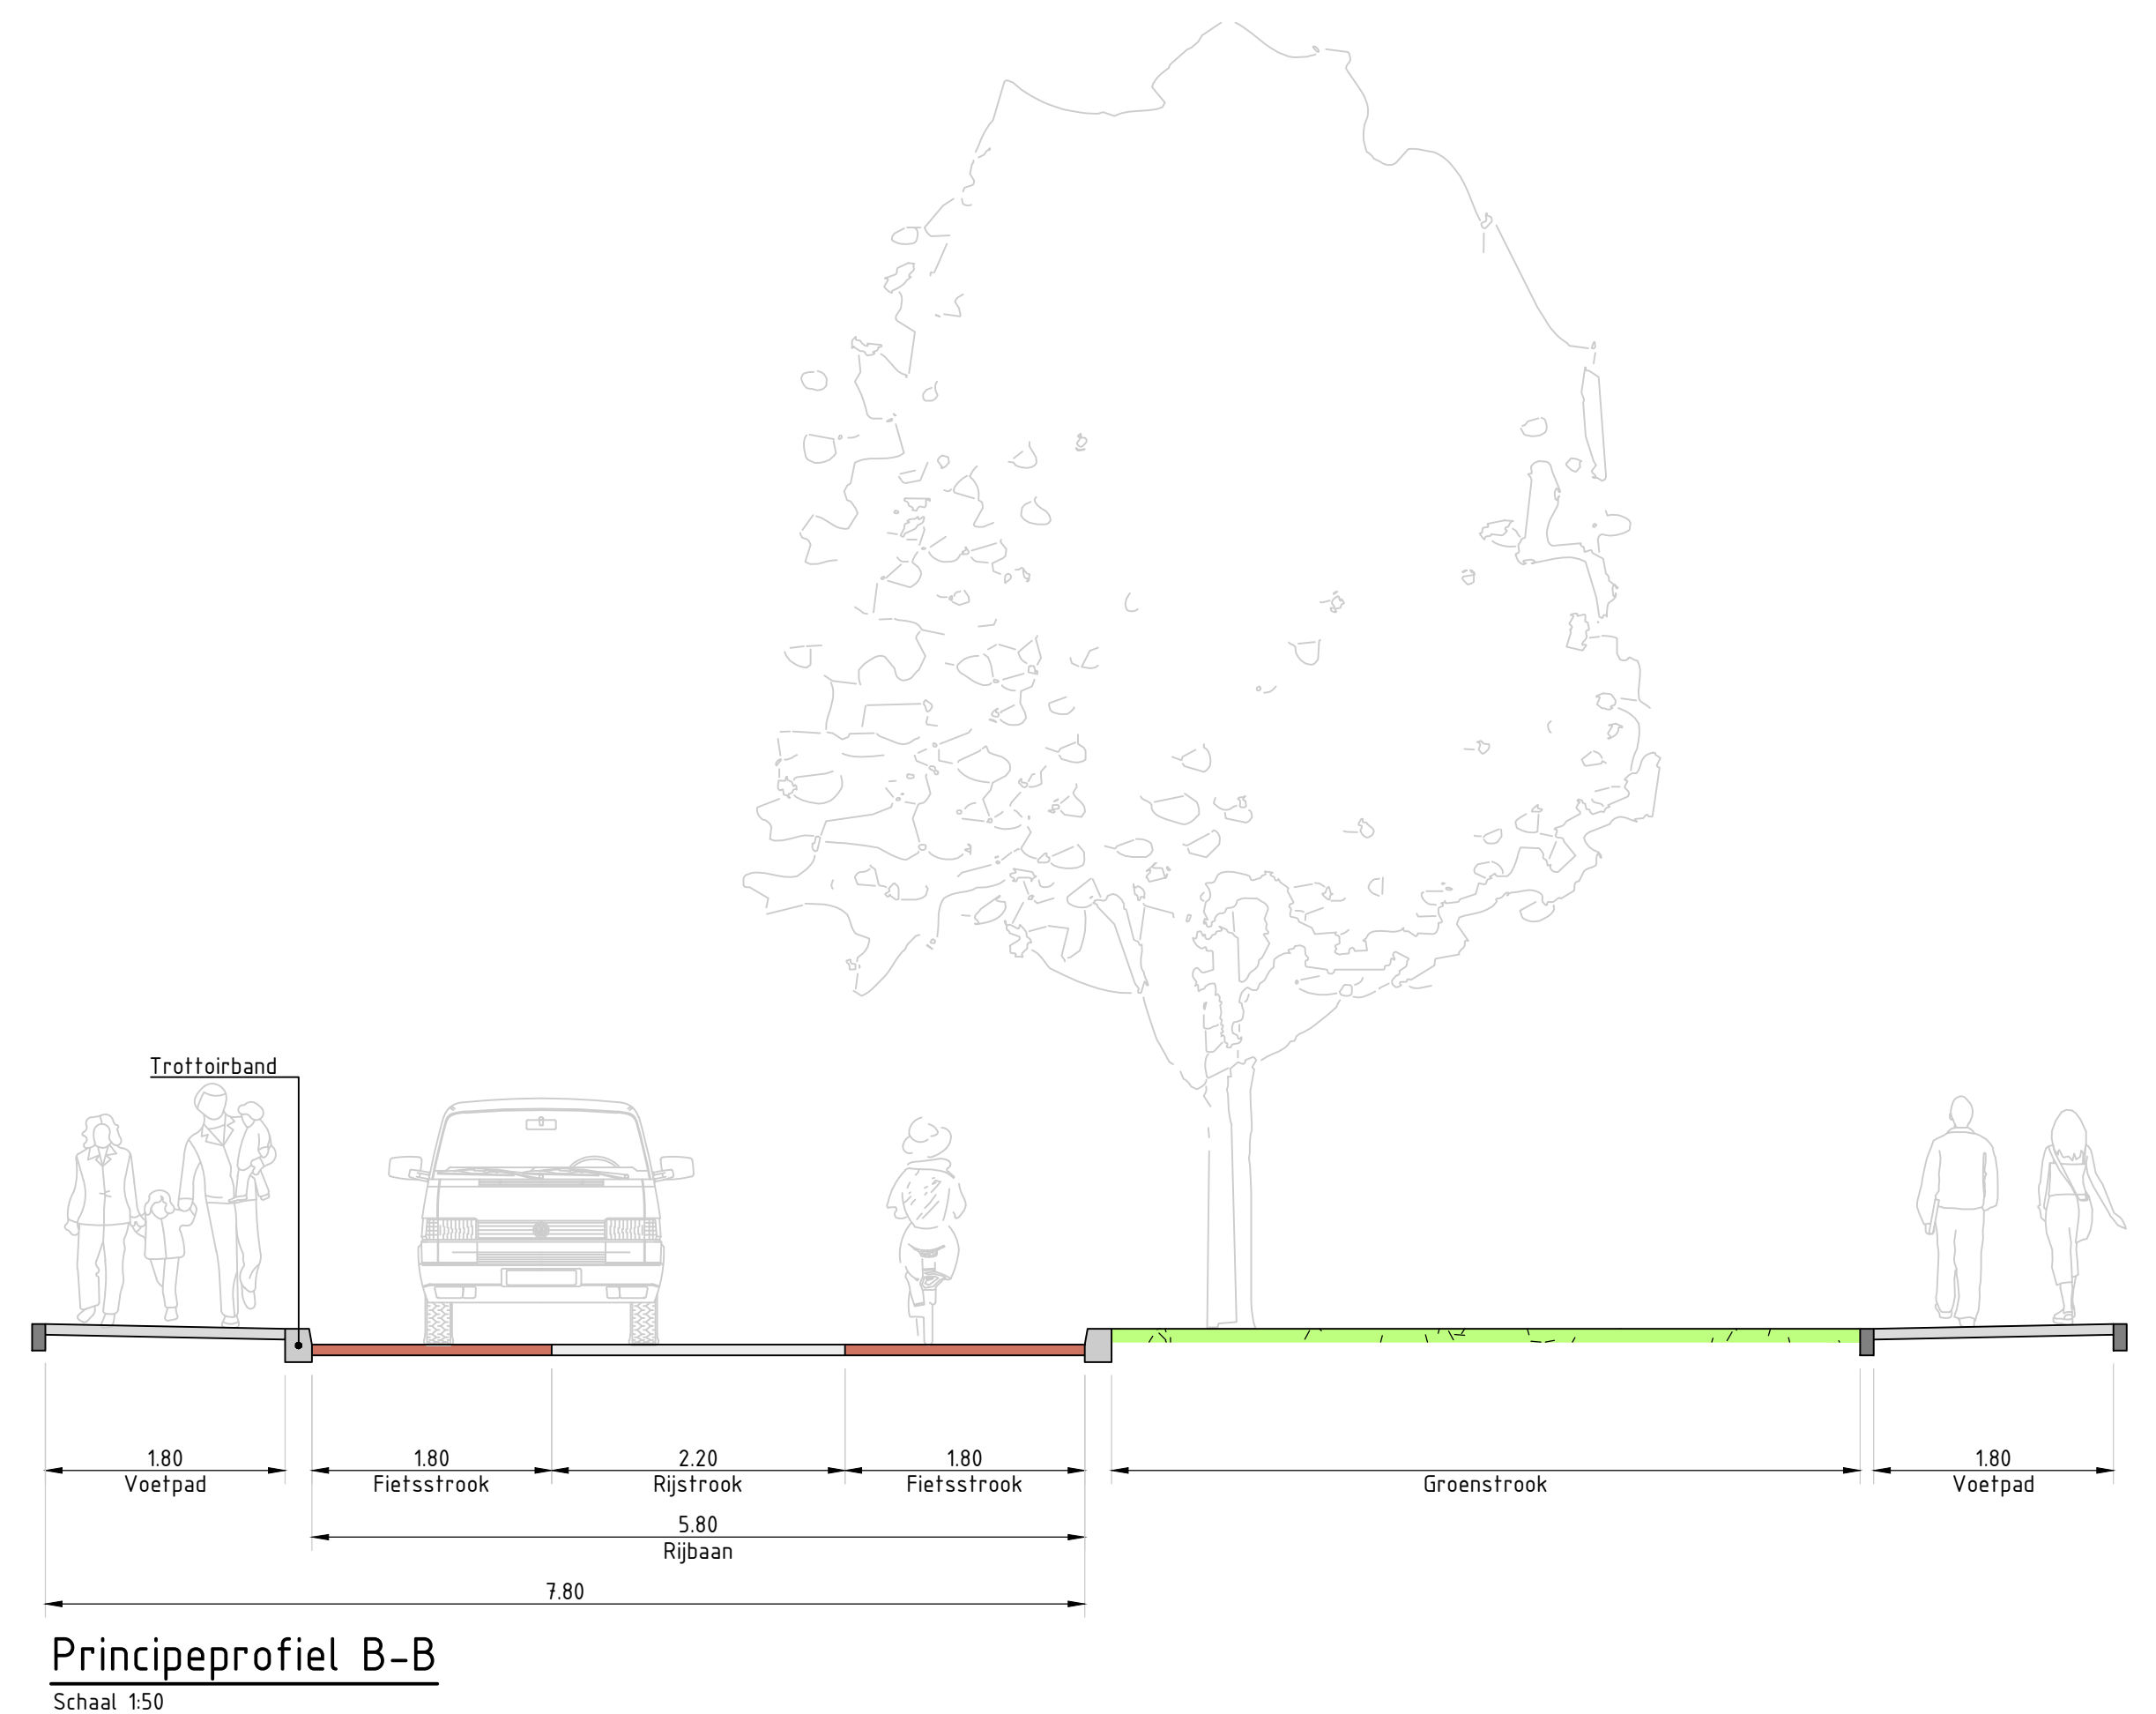 Trottoirband
1.80
Voetpad
1.80
Fietsstrook
2.20
Rijstrook
1.80
Fietsstrook
Groenstrook
1.80
Voetpad
5.80
Rijbaan
7.80
Principeprofiel B-B
Schaal 1:50